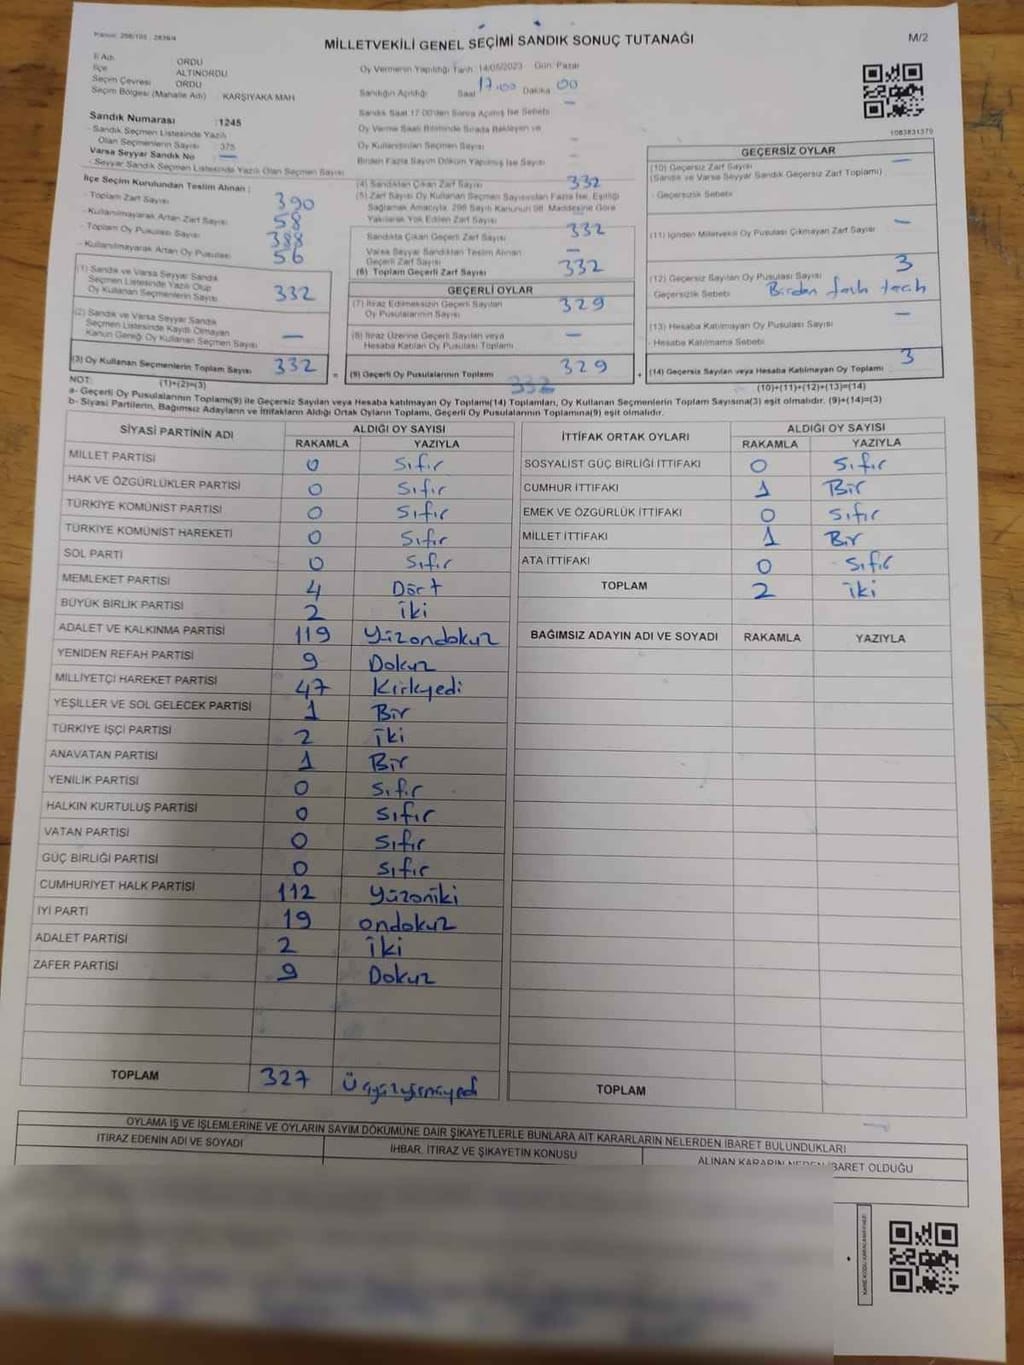 MİLLETVEKİLİ GENEL SEÇİMİ SANDIK SONUÇ TUTANAĞI
M/2
İl Adı ORDU
İlçe ALTINORDU
Seçim Çevresi ORDU
Seçim Bölgesi (Mahalle Adı) : KARŞIYAKA MAH
Sandık Numarası : 1245
- Sandık Seçmen Listesinde Yazılı
Olan Seçmenlerin Sayısı 375
Varsa Seyyar Sandık No —
- Seyyar Sandık Seçmen Listesinde Yazılı Olan Seçmen Sayısı
Oy Vermenin Yapıldığı Tarih: 14/05/2023 Gün: Pazar
Sandığın Açıldığı Saat 17.00 Dakika 00
Sandık Saat 17.00'den Sonra Açılmış İse Sebebi —
Oy Verme Saati Bitiminde Sırada Bekleyen ve
Oy Kullandırılan Seçmen Sayısı —
Birden Fazla Sayım Döküm Yapılmış İse Sayısı —
1083831370
İlçe Seçim Kurulundan Teslim Alınan :
- Toplam Zarf Sayısı 390
- Kullanılmayarak Artan Zarf Sayısı 58
- Toplam Oy Pusulası Sayısı 388
- Kullanılmayarak Artan Oy Pusulası 56
(1) Sandık ve Varsa Seyyar Sandık
Seçmen Listesinde Yazılı Olup
Oy Kullanan Seçmenlerin Sayısı 332
(2) Sandık ve Varsa Seyyar Sandık
Seçmen Listesinde Kayıtlı Olmayan
Kanun Gereği Oy Kullanan Seçmen Sayısı —
(3) Oy Kullanan Seçmenlerin Toplam Sayısı 332
(1)+(2)=(3)
(4) Sandıktan Çıkan Zarf Sayısı 332
(5) Zarf Sayısı Oy Kullanan Seçmen Sayısından Fazla İse, Eşitliği
Sağlamak Amacıyla, 298 Sayılı Kanunun 98. Maddesine Göre
Yakılarak Yok Edilen Zarf Sayısı
Sandıkta Çıkan Geçerli Zarf Sayısı 332
Varsa Seyyar Sandıktan Teslim Alınan
Geçerli Zarf Sayısı —
(6) Toplam Geçerli Zarf Sayısı 332
GEÇERLİ OYLAR
(7) İtiraz Edilmeksizin Geçerli Sayılan
Oy Pusulalarının Sayısı 329
(8) İtiraz Üzerine Geçerli Sayılan veya
Hesaba Katılan Oy Pusulası Toplamı —
(9) Geçerli Oy Pusulalarının Toplamı 329
GEÇERSİZ OYLAR
(10) Geçersiz Zarf Sayısı —
(Sandık ve Varsa Seyyar Sandık Geçersiz Zarf Toplamı)
- Geçersizlik Sebebi
(11) İçinden Milletvekili Oy Pusulası Çıkmayan Zarf Sayısı —
(12) Geçersiz Sayılan Oy Pusulası Sayısı 3
Geçersizlik Sebebi Birden fazla tercih
(13) Hesaba Katılmayan Oy Pusulası Sayısı —
- Hesaba Katılmama Sebebi
(14) Geçersiz Sayılan veya Hesaba Katılmayan Oy Toplamı 3
(10)+(11)+(12)+(13)=(14)
NOT:
a- Geçerli Oy Pusulalarının Toplamı(9) ile Geçersiz Sayılan veya Hesaba katılmayan Oy Toplamı(14) Toplamları, Oy Kullanan Seçmenlerin Toplam Sayısına(3) eşit olmalıdır. (9)+(14)=(3)
b- Siyasi Partilerin, Bağımsız Adayların ve İttifakların Aldığı Ortak Oyların Toplamı, Geçerli Oy Pusulalarının Toplamına(9) eşit olmalıdır.
SİYASİ PARTİNİN ADI ALDIĞI OY SAYISI
RAKAMLA YAZIYLA
MİLLET PARTİSİ 0 Sıfır
HAK VE ÖZGÜRLÜKLER PARTİSİ 0 Sıfır
TÜRKİYE KOMÜNİST PARTİSİ 0 Sıfır
TÜRKİYE KOMÜNİST HAREKETİ 0 Sıfır
SOL PARTİ 0 Sıfır
MEMLEKET PARTİSİ 4 Dört
BÜYÜK BİRLİK PARTİSİ 2 iki
ADALET VE KALKINMA PARTİSİ 119 Yüzondokuz
YENİDEN REFAH PARTİSİ 9 Dokuz
MİLLİYETÇİ HAREKET PARTİSİ 47 Kırkyedi
YEŞİLLER VE SOL GELECEK PARTİSİ 1 Bir
TÜRKİYE İŞÇİ PARTİSİ 2 iki
ANAVATAN PARTİSİ 1 Bir
YENİLİK PARTİSİ 0 Sıfır
HALKIN KURTULUŞ PARTİSİ 0 Sıfır
VATAN PARTİSİ 0 Sıfır
GÜÇ BİRLİĞİ PARTİSİ 0 Sıfır
CUMHURİYET HALK PARTİSİ 112 Yüzoniki
İYİ PARTİ 19 ondokuz
ADALET PARTİSİ 2 iki
ZAFER PARTİSİ 9 Dokuz
TOPLAM 327 Üçyüzyirmiyedi
İTTİFAK ORTAK OYLARI ALDIĞI OY SAYISI
RAKAMLA YAZIYLA
SOSYALİST GÜÇ BİRLİĞİ İTTİFAKI 0 Sıfır
CUMHUR İTTİFAKI 1 Bir
EMEK VE ÖZGÜRLÜK İTTİFAKI 0 Sıfır
MİLLET İTTİFAKI 1 Bir
ATA İTTİFAKI 0 Sıfır
TOPLAM 2 iki
BAĞIMSIZ ADAYIN ADI VE SOYADI RAKAMLA YAZIYLA
TOPLAM
OYLAMA İŞ VE İŞLEMLERİNE VE OYLARIN SAYIM DÖKÜMÜNE DAİR ŞİKAYETLERLE BUNLARA AİT KARARLARIN NELERDEN İBARET BULUNDUKLARI
İTİRAZ EDENİN ADI VE SOYADI İHBAR, İTİRAZ VE ŞİKAYETİN KONUSU ALINAN KARARIN NEDEN İBARET OLDUĞU